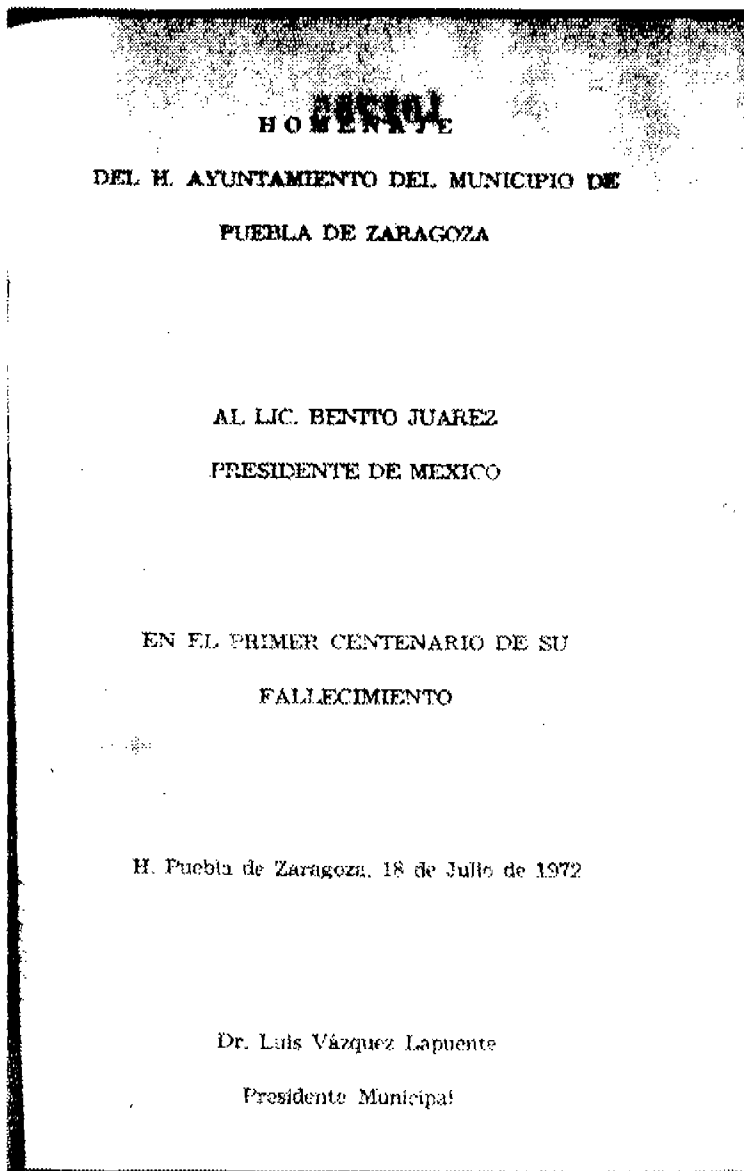 HOMENAJE
DEL H. AYUNTAMIENTO DEL MUNICIPIO DE
PUEBLA DE ZARAGOZA
AL LIC. BENITO JUAREZ
PRESIDENTE DE MEXICO
EN EL PRIMER CENTENARIO DE SU
FALLECIMIENTO
H. Puebla de Zaragoza, 18 de Julio de 1972
Dr. Luis Vázquez Lapuente
Presidente Municipal